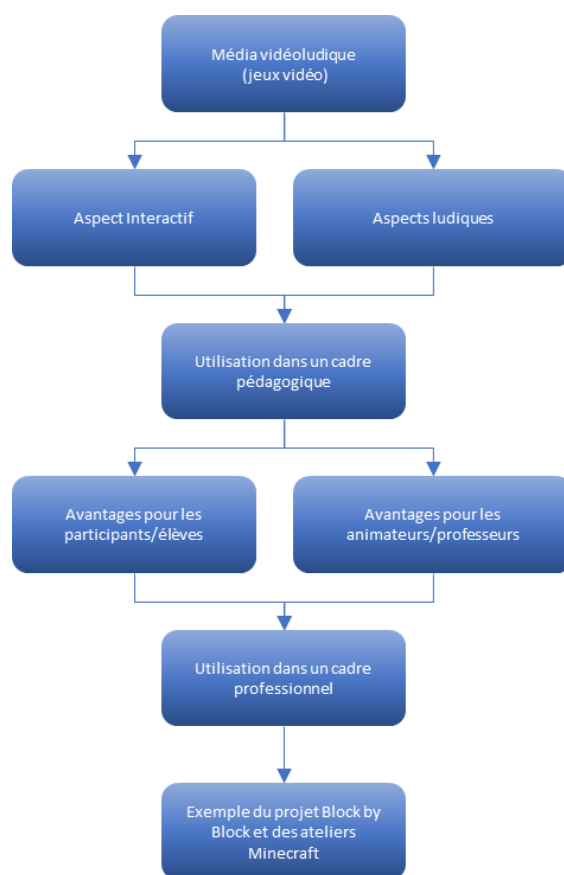 Média vidéoludique
(jeux vidéo)
Aspect Interactif
Aspects ludiques
Utilisation dans un cadre
pédagogique
Avantages pour les
participants/élèves
Avantages pour les
animateurs/professeurs
Utilisation dans un cadre
professionnel
Exemple du projet Block by
Block et des ateliers
Minecraft